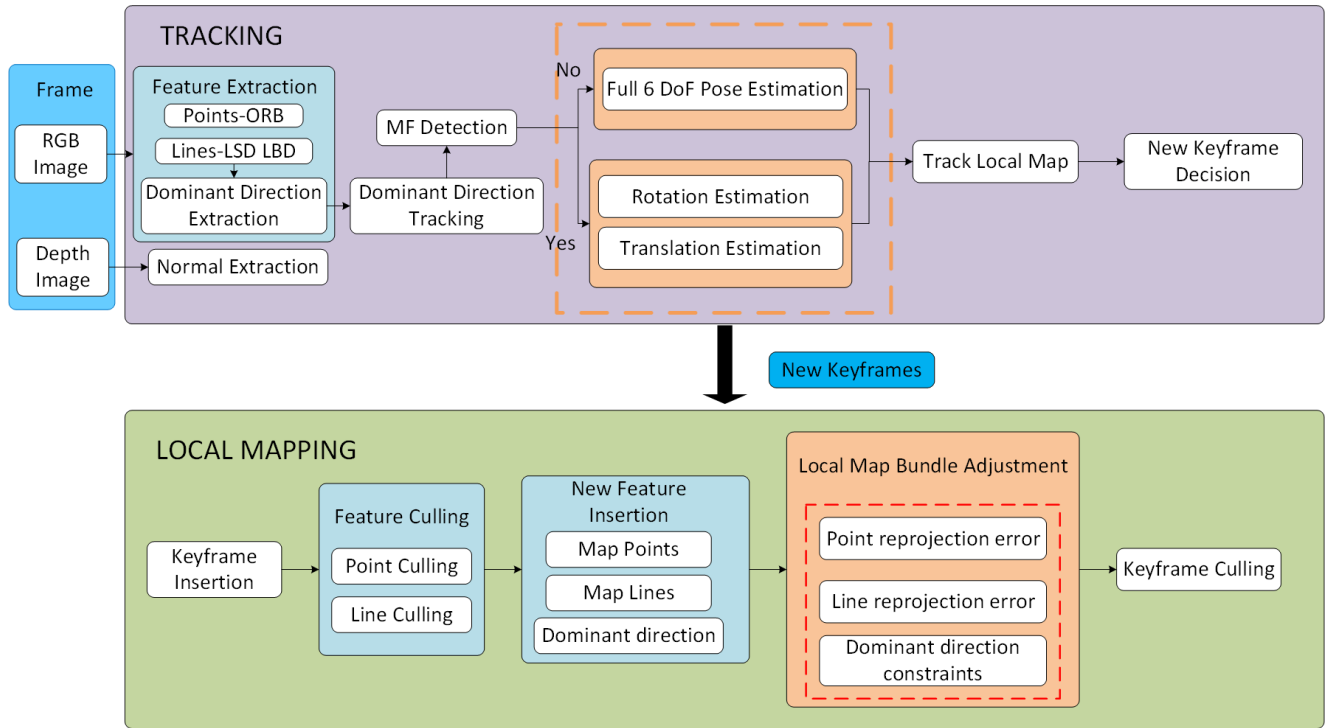 TRACKING
Frame
RGB
Image
Depth
Image
Feature Extraction
Points-ORB
Lines-LSD LBD
Dominant Direction
Extraction
Normal Extraction
Dominant Direction
Tracking
MF Detection
No
Yes
Full 6 DoF Pose Estimation
Rotation Estimation
Translation Estimation
Track Local Map
New Keyframe
Decision
New Keyframes
LOCAL MAPPING
Keyframe
Insertion
Feature Culling
Point Culling
Line Culling
New Feature
Insertion
Map Points
Map Lines
Dominant direction
Local Map Bundle Adjustment
Point reprojection error
Line reprojection error
Dominant direction
constraints
Keyframe Culling